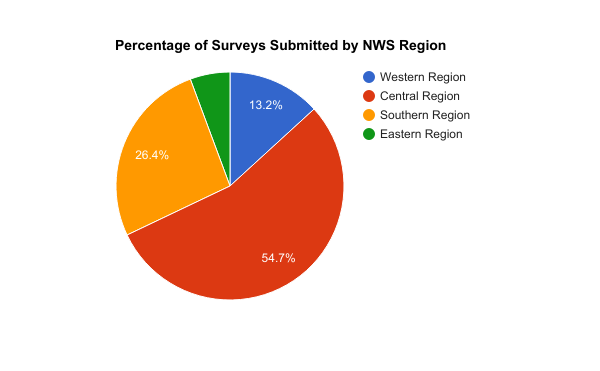 Percentage of Surveys Submitted by NWS Region
Western Region
Central Region
Southern Region
Eastern Region
13.2%
26.4%
54.7%